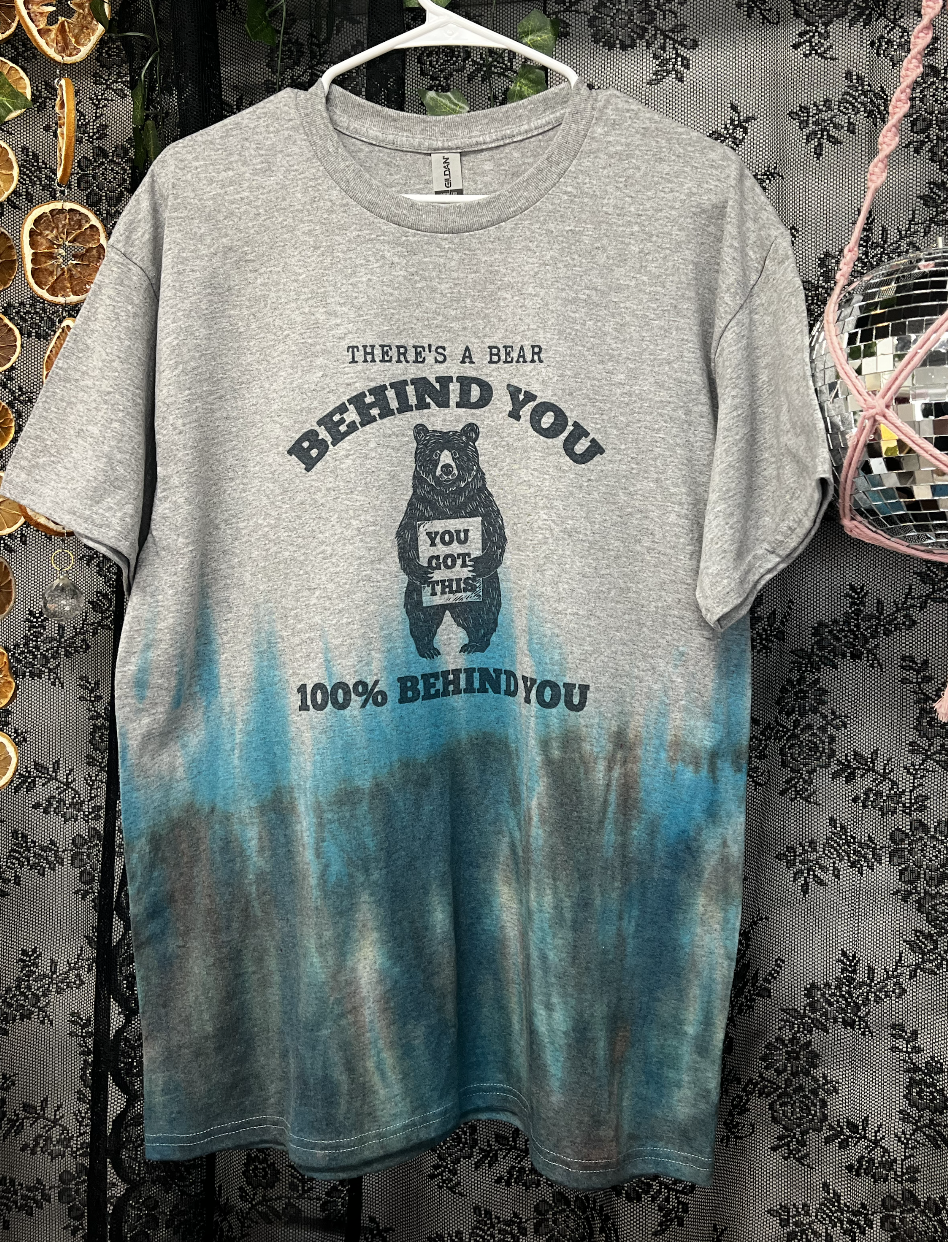 GILDAN
THERE'S A BEAR
BEHIND YOU
YOU
GOT
THIS
100% BEHIND YOU